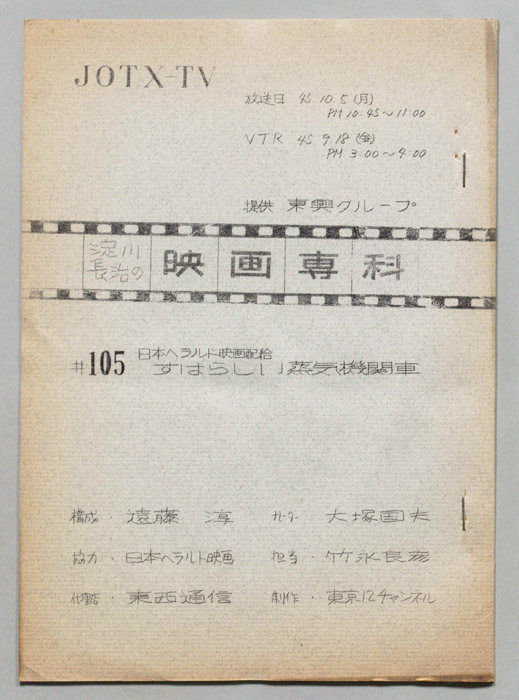 JOTX-TV
放送日 45 10.5 (月)
PM 10:45〜11:00
VTR 45 9.18 (金)
PM 3:00〜4:00
提供 東興グループ
淀川
長治の
映画専科
日本ヘラルド映画配給
#105 すばらしい蒸気機関車
構成・遠藤 淳
ナレーター・大塚国夫
協力・日本ヘラルド映画
担当・竹永良彦
代理店・東西通信
制作・東京12チャンネル